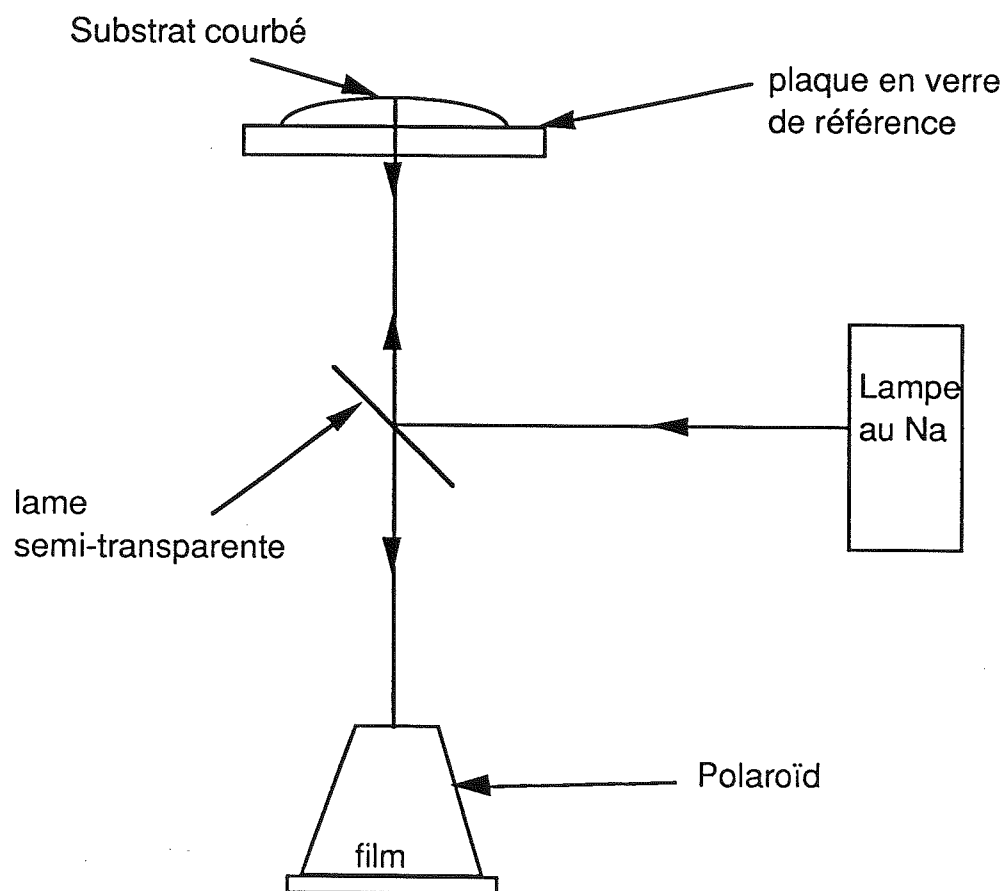 Substrat courbé
plaque en verre
de référence
Lampe
au Na
lame
semi-transparente
Polaroïd
film